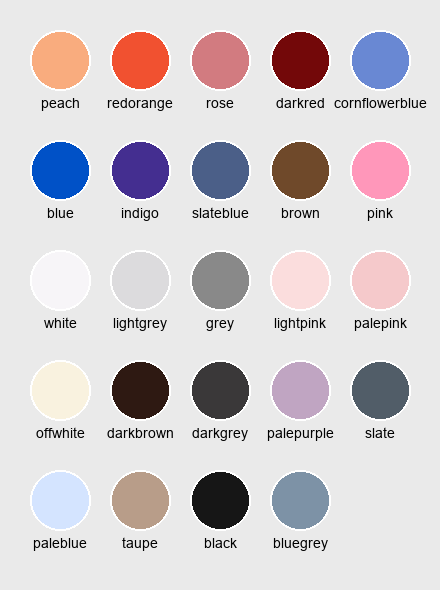 peach redorange rose darkred cornflowerblue
blue indigo slateblue brown pink
white lightgrey grey lightpink palepink
offwhite darkbrown darkgrey palepurple slate
paleblue taupe black bluegrey